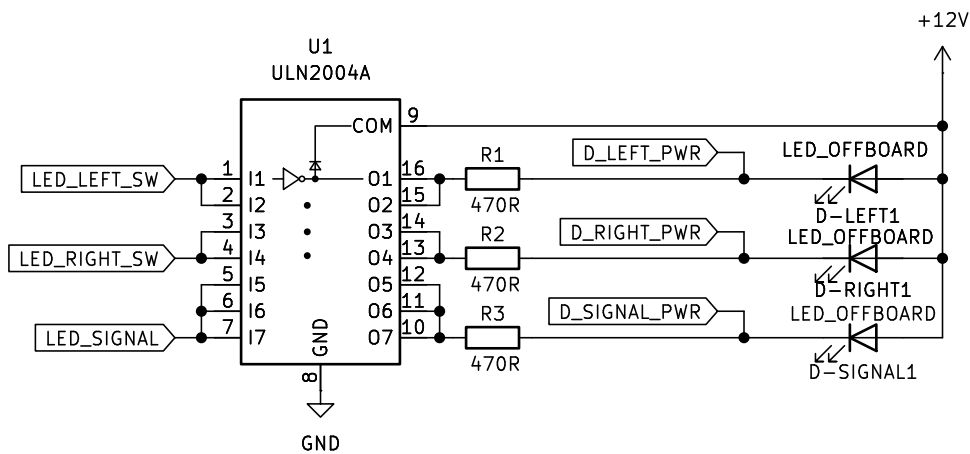 +12V
U1
ULN2004A
COM 9
D_LEFT_PWR
LED_OFFBOARD
LED_LEFT_SW 1 I1 O1 16 R1
2 I2 O2 15 470R
D-LEFT1
3 I3 O3 14 D_RIGHT_PWR
LED_OFFBOARD
LED_RIGHT_SW 4 I4 O4 13 R2
5 I5 O5 12 470R
D-RIGHT1
6 I6 O6 11 D_SIGNAL_PWR
LED_OFFBOARD
LED_SIGNAL 7 I7 O7 10 R3
GND
470R
D-SIGNAL1
8
GND